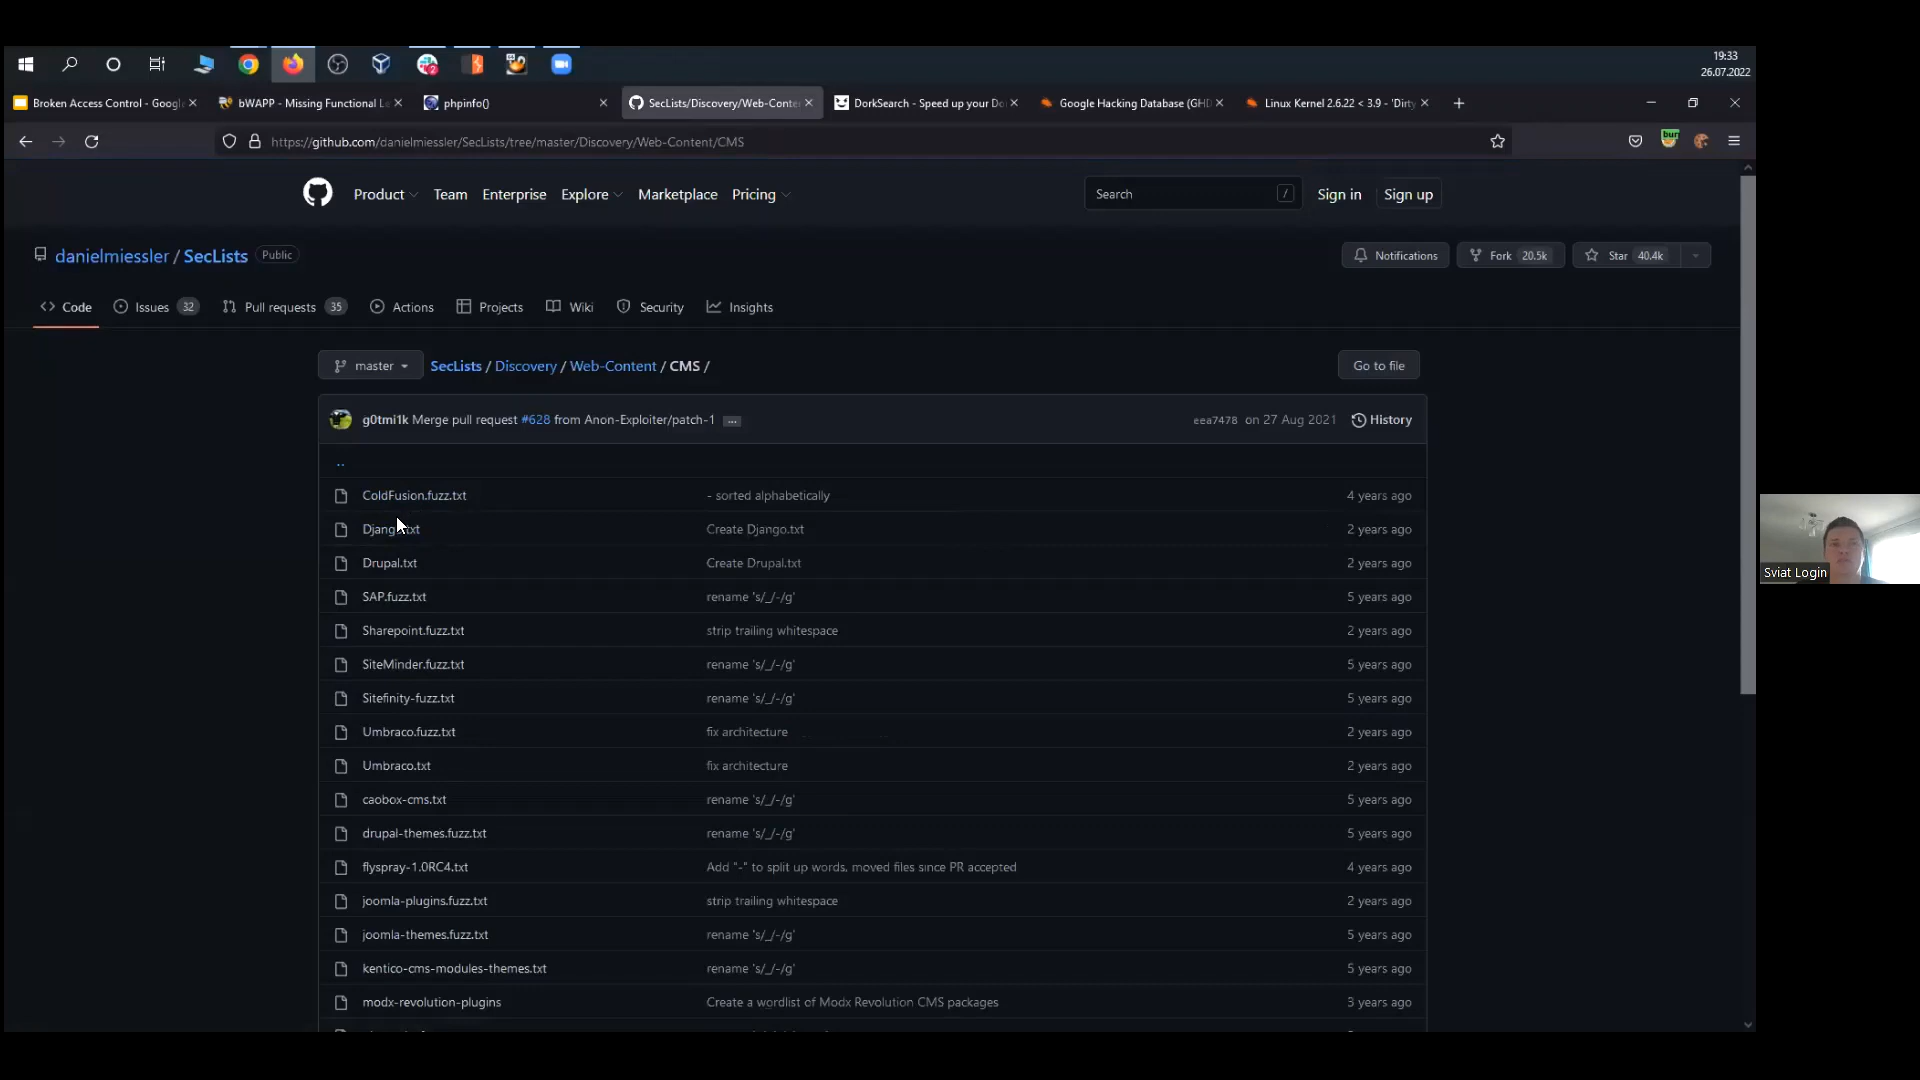 19:33
26.07.2022
Broken Access Control - Googl
bWAPP - Missing Functional Le
phpinfo()
SecLists/Discovery/Web-Conte
DorkSearch - Speed up your Do
Google Hacking Database (GHD
Linux Kernel 2.6.22 < 3.9 - 'Dirty
https://github.com/danielmiessler/SecLists/tree/master/Discovery/Web-Content/CMS
Product Team Enterprise Explore Marketplace Pricing
Search /
Sign in Sign up
danielmiessler / SecLists Public
Notifications
Fork 20.5k
Star 40.4k
Code
Issues 32
Pull requests 35
Actions
Projects
Wiki
Security
Insights
master
SecLists / Discovery / Web-Content / CMS /
Go to file
g0tmi1k Merge pull request #628 from Anon-Exploiter/patch-1 ...
eea7478 on 27 Aug 2021 History
..
ColdFusion.fuzz.txt - sorted alphabetically 4 years ago
Django.txt Create Django.txt 2 years ago
Drupal.txt Create Drupal.txt 2 years ago
SAP.fuzz.txt rename 's/_/-/g' 5 years ago
Sharepoint.fuzz.txt strip trailing whitespace 2 years ago
SiteMinder.fuzz.txt rename 's/_/-/g' 5 years ago
Sitefinity-fuzz.txt rename 's/_/-/g' 5 years ago
Umbraco.fuzz.txt fix architecture 2 years ago
Umbraco.txt fix architecture 2 years ago
caobox-cms.txt rename 's/_/-/g' 5 years ago
drupal-themes.fuzz.txt rename 's/_/-/g' 5 years ago
flyspray-1.0RC4.txt Add "-" to split up words, moved files since PR accepted 4 years ago
joomla-plugins.fuzz.txt strip trailing whitespace 2 years ago
joomla-themes.fuzz.txt rename 's/_/-/g' 5 years ago
kentico-cms-modules-themes.txt rename 's/_/-/g' 5 years ago
modx-revolution-plugins Create a wordlist of Modx Revolution CMS packages 3 years ago
Sviat Login